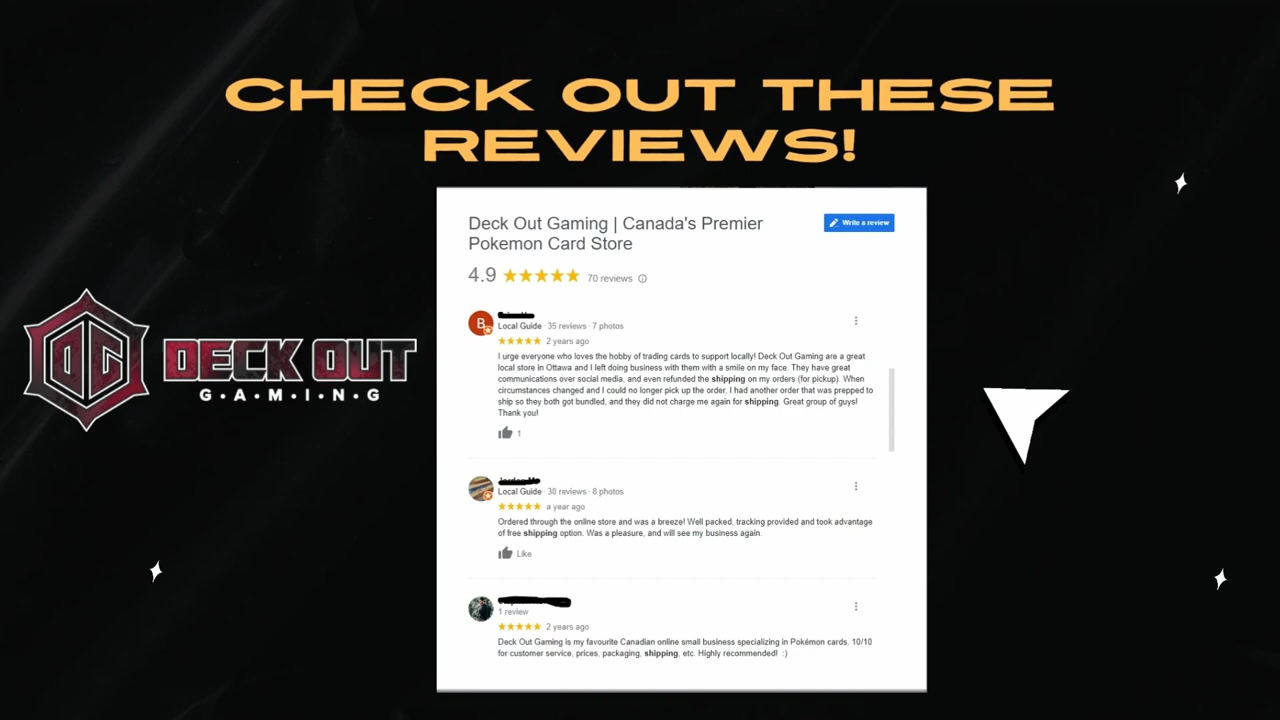 CHECK OUT THESE
REVIEWS!
Deck Out Gaming | Canada's Premier
Pokemon Card Store
Write a review
4.9
70 reviews
B
Local Guide · 35 reviews · 7 photos
2 years ago
I urge everyone who loves the hobby of trading cards to support locally! Deck Out Gaming are a great
local store in Ottawa and I left doing business with them with a smile on my face. They have great
communications over social media, and even refunded the shipping on my orders (for pickup). When
circumstances changed and I could no longer pick up the order, I had another order that was prepped to
ship so they both got bundled, and they did not charge me again for shipping. Great group of guys!
Thank you!
1
Local Guide · 30 reviews · 8 photos
a year ago
Ordered through the online store and was a breeze! Well packed, tracking provided and took advantage
of free shipping option. Was a pleasure, and will see my business again.
Like
1 review
2 years ago
Deck Out Gaming is my favourite Canadian online small business specializing in Pokémon cards. 10/10
for customer service, prices, packaging, shipping, etc. Highly recommended! :)
DG
DECK OUT
G·A·M·I·N·G